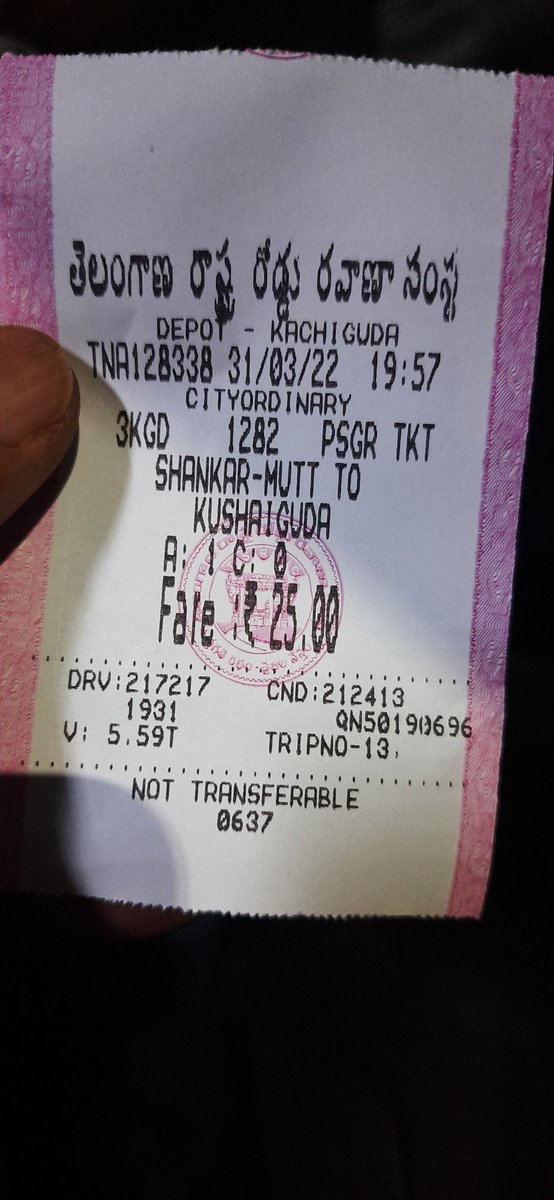 తెలంగాణ రాష్ట్ర రోడ్డు రవాణా సంస్థ
DEPOT - KACHIGUDA
TNA128338 31/03/22 19:57
CITYORDINARY
3KGD 1282 PSGR TKT
SHANKAR-MUTT TO
KUSHAIGUDA
A: 1 C: 0
Fare :₹ 25.00
DRV:217217 CND:212413
1931 QN50190696
V: 5.59T TRIPNO-13,
NOT TRANSFERABLE
0637